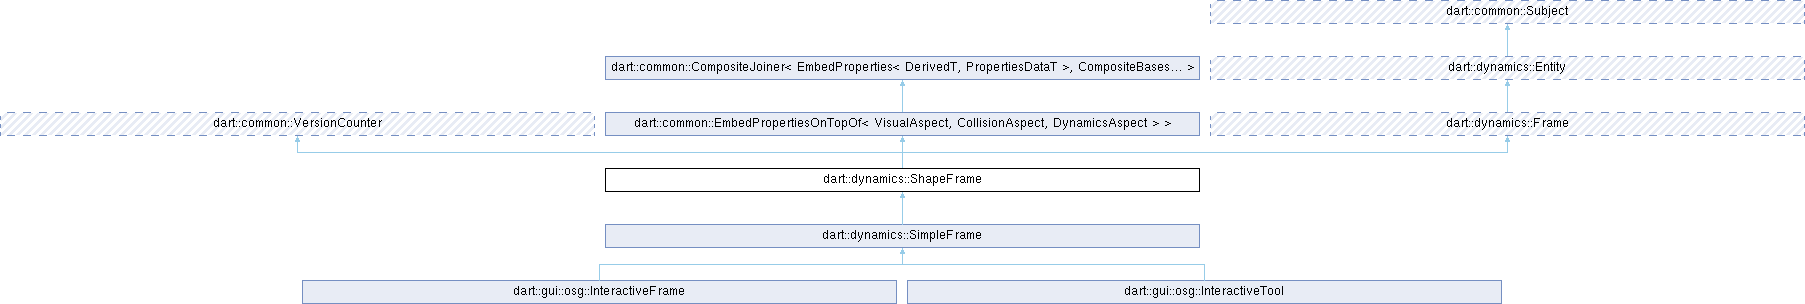 dart::common::Subject
dart::common::CompositeJoiner< EmbedProperties< DerivedT, PropertiesDataT >, CompositeBases... >
dart::dynamics::Entity
dart::common::VersionCounter
dart::common::EmbedPropertiesOnTopOf< VisualAspect, CollisionAspect, DynamicsAspect > >
dart::dynamics::Frame
dart::dynamics::ShapeFrame
dart::dynamics::SimpleFrame
dart::gui::osg::InteractiveFrame
dart::gui::osg::InteractiveTool